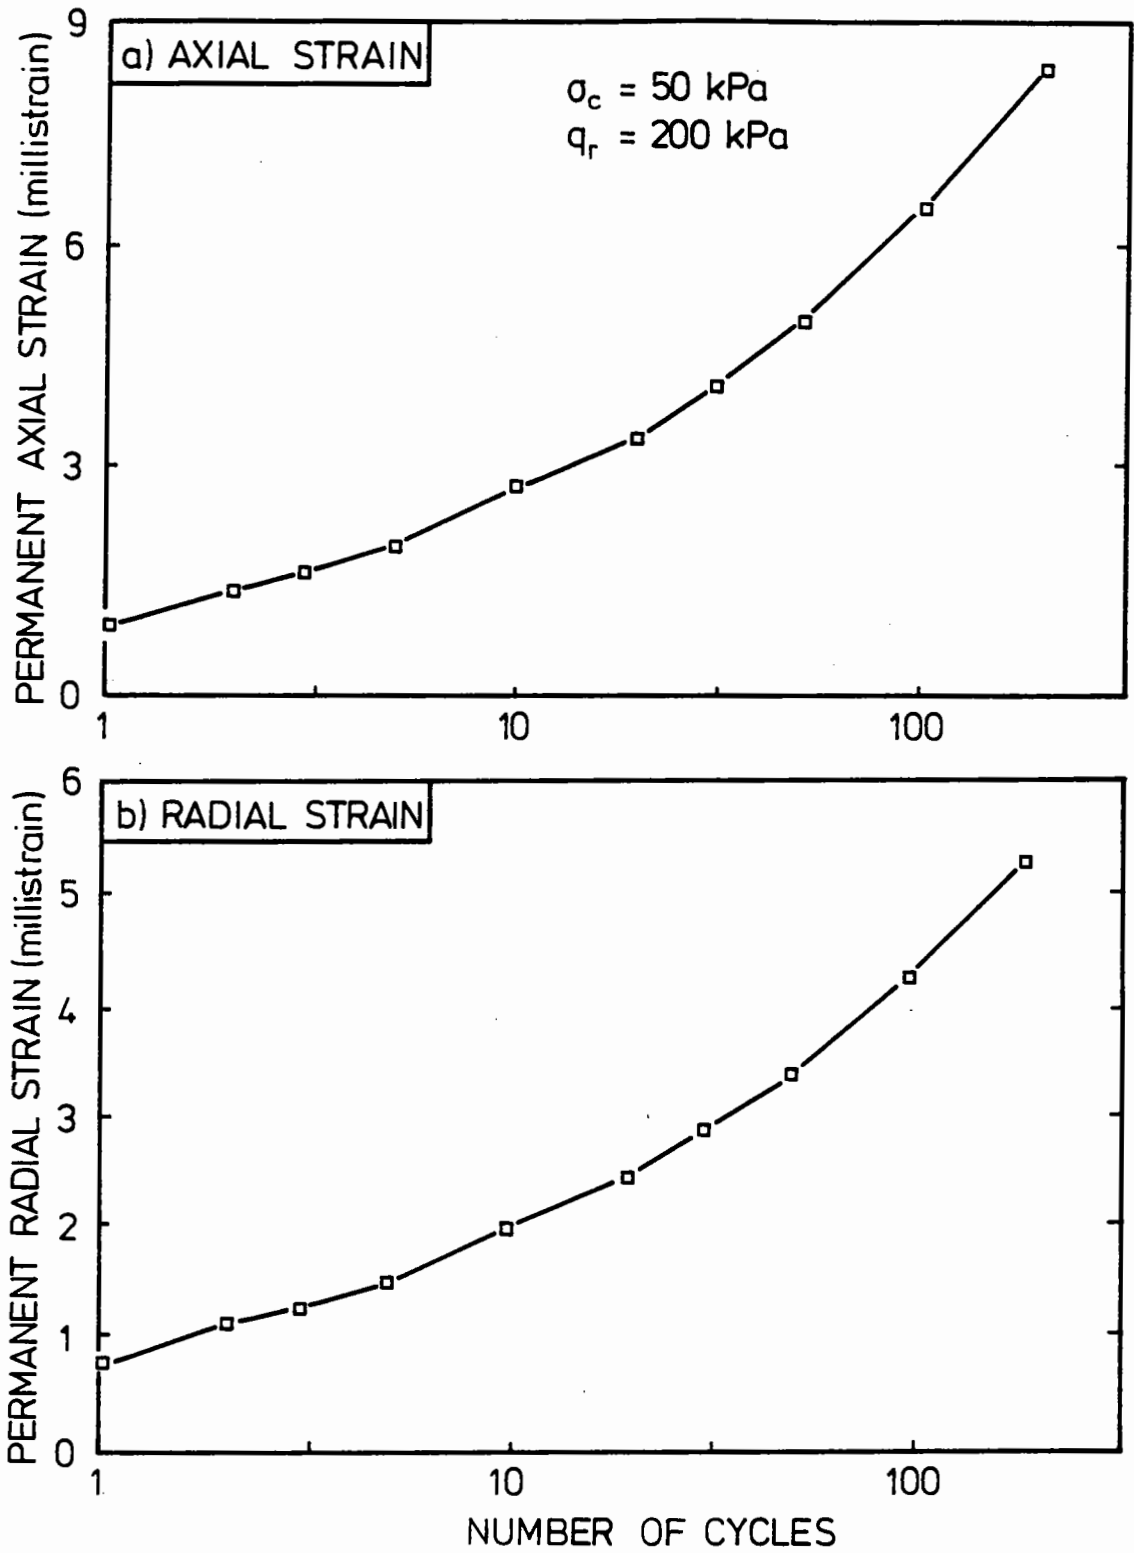 9
a) AXIAL STRAIN
σc = 50 kPa
qr = 200 kPa
6
3
0
PERMANENT AXIAL STRAIN (millistrain)
1 10 100
6
b) RADIAL STRAIN
5
4
3
2
1
0
PERMANENT RADIAL STRAIN (millistrain)
1 10 100
NUMBER OF CYCLES